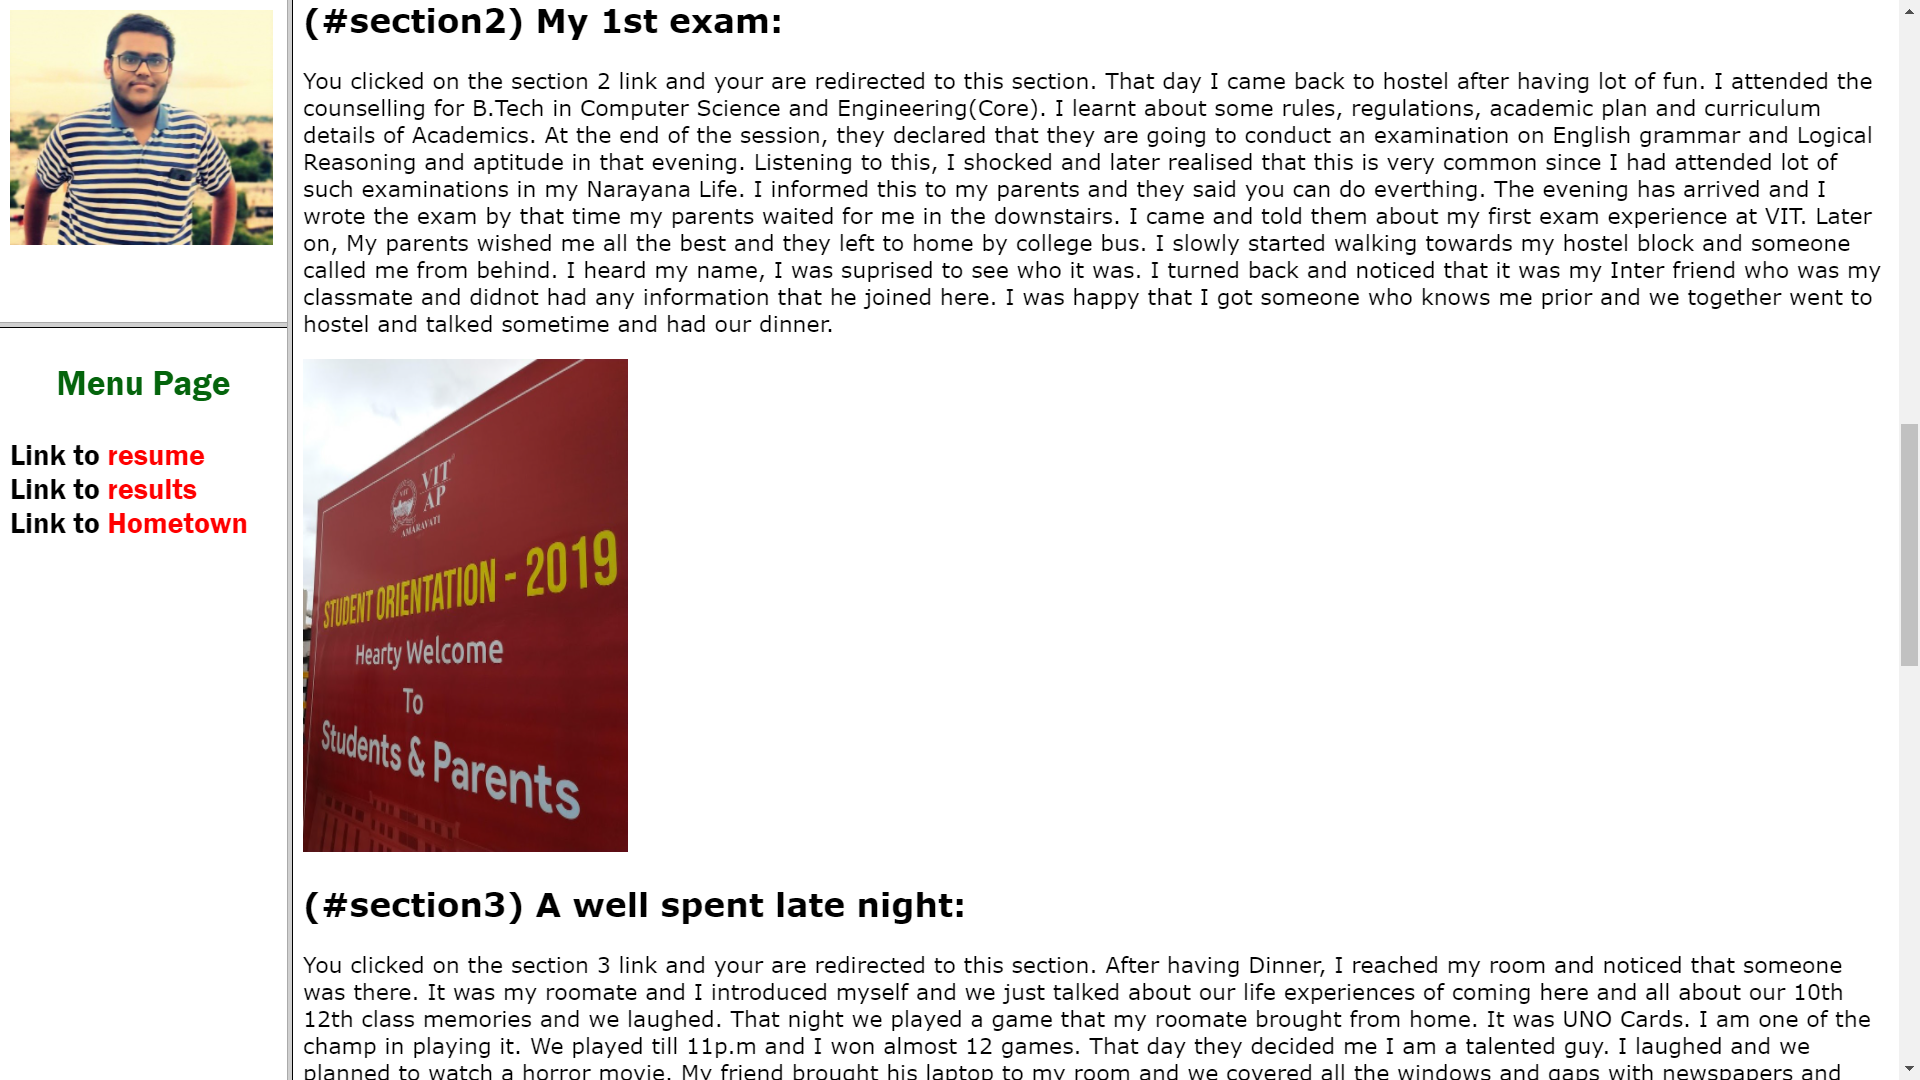 (#section2) My 1st exam:
You clicked on the section 2 link and your are redirected to this section. That day I came back to hostel after having lot of fun. I attended the
counselling for B.Tech in Computer Science and Engineering(Core). I learnt about some rules, regulations, academic plan and curriculum
details of Academics. At the end of the session, they declared that they are going to conduct an examination on English grammar and Logical
Reasoning and aptitude in that evening. Listening to this, I shocked and later realised that this is very common since I had attended lot of
such examinations in my Narayana Life. I informed this to my parents and they said you can do everthing. The evening has arrived and I
wrote the exam by that time my parents waited for me in the downstairs. I came and told them about my first exam experience at VIT. Later
on, My parents wished me all the best and they left to home by college bus. I slowly started walking towards my hostel block and someone
called me from behind. I heard my name, I was suprised to see who it was. I turned back and noticed that it was my Inter friend who was my
classmate and didnot had any information that he joined here. I was happy that I got someone who knows me prior and we together went to
hostel and talked sometime and had our dinner.
Menu Page
Link to resume
Link to results
Link to Hometown
VIT
AP
AMARAVATI
STUDENT ORIENTATION - 2019
Hearty Welcome
To
Students & Parents
(#section3) A well spent late night:
You clicked on the section 3 link and your are redirected to this section. After having Dinner, I reached my room and noticed that someone
was there. It was my roomate and I introduced myself and we just talked about our life experiences of coming here and all about our 10th
12th class memories and we laughed. That night we played a game that my roomate brought from home. It was UNO Cards. I am one of the
champ in playing it. We played till 11p.m and I won almost 12 games. That day they decided me I am a talented guy. I laughed and we
planned to watch a horror movie. My friend brought his laptop to my room and we covered all the windows and gaps with newspapers and